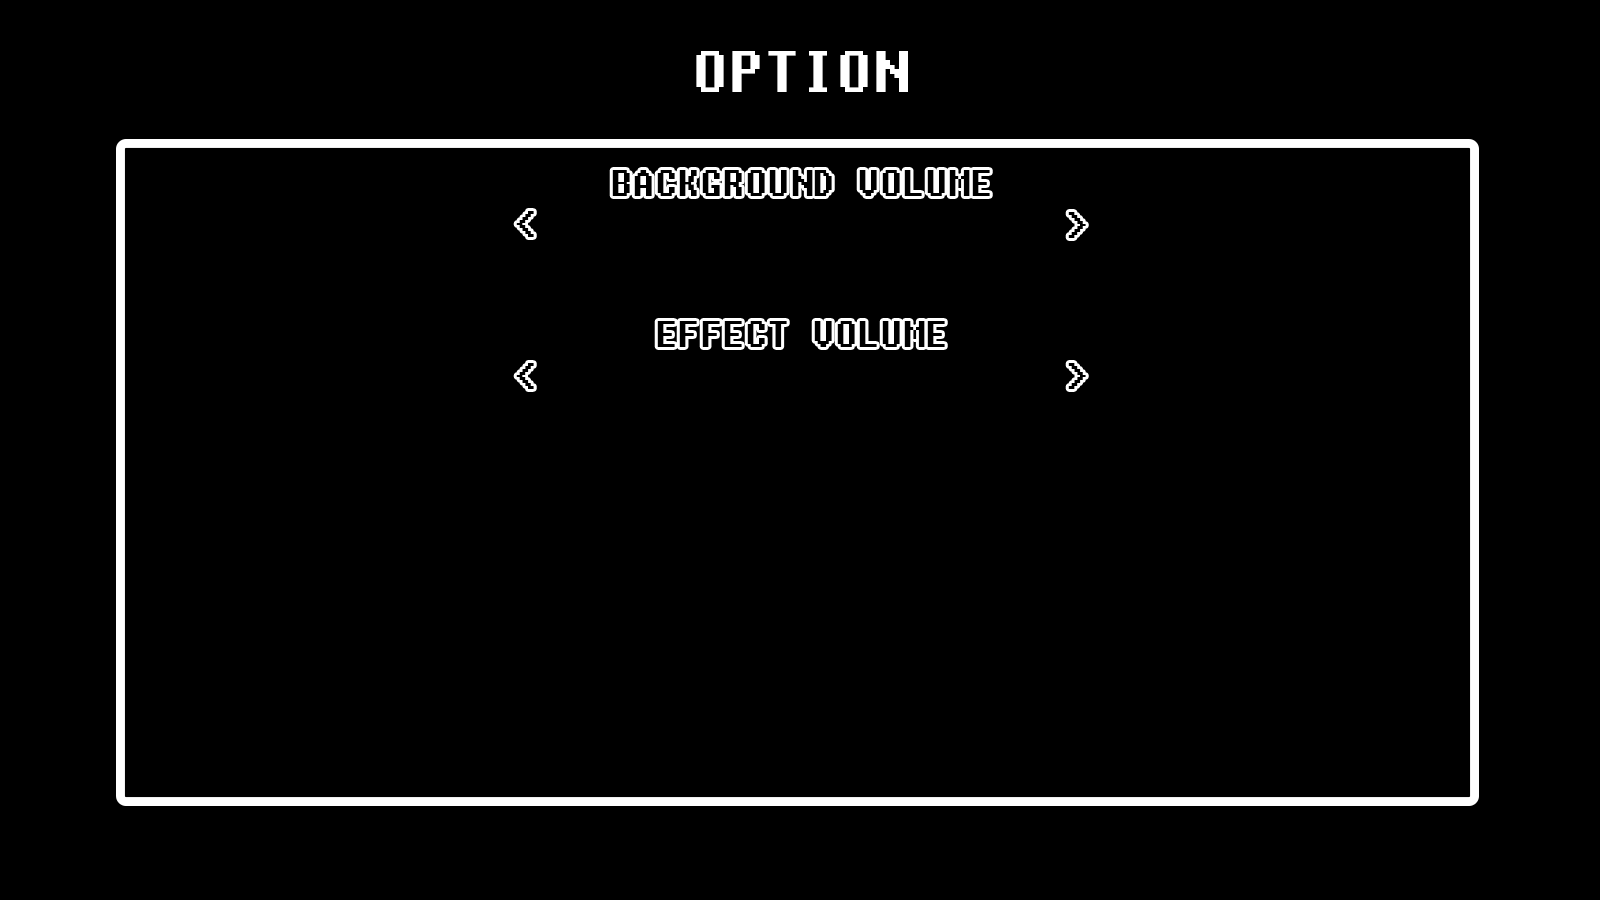 OPTION
BACKGROUND VOLUME
< >
EFFECT VOLUME
< >